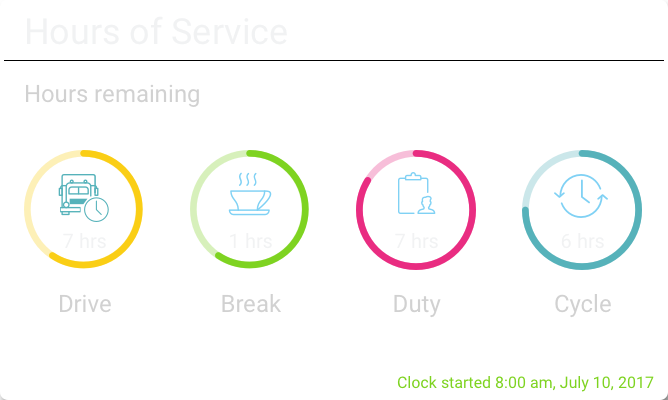 Hours of Service
Hours remaining
7 hrs
1 hrs
7 hrs
6 hrs
Drive
Break
Duty
Cycle
Clock started 8:00 am, July 10, 2017